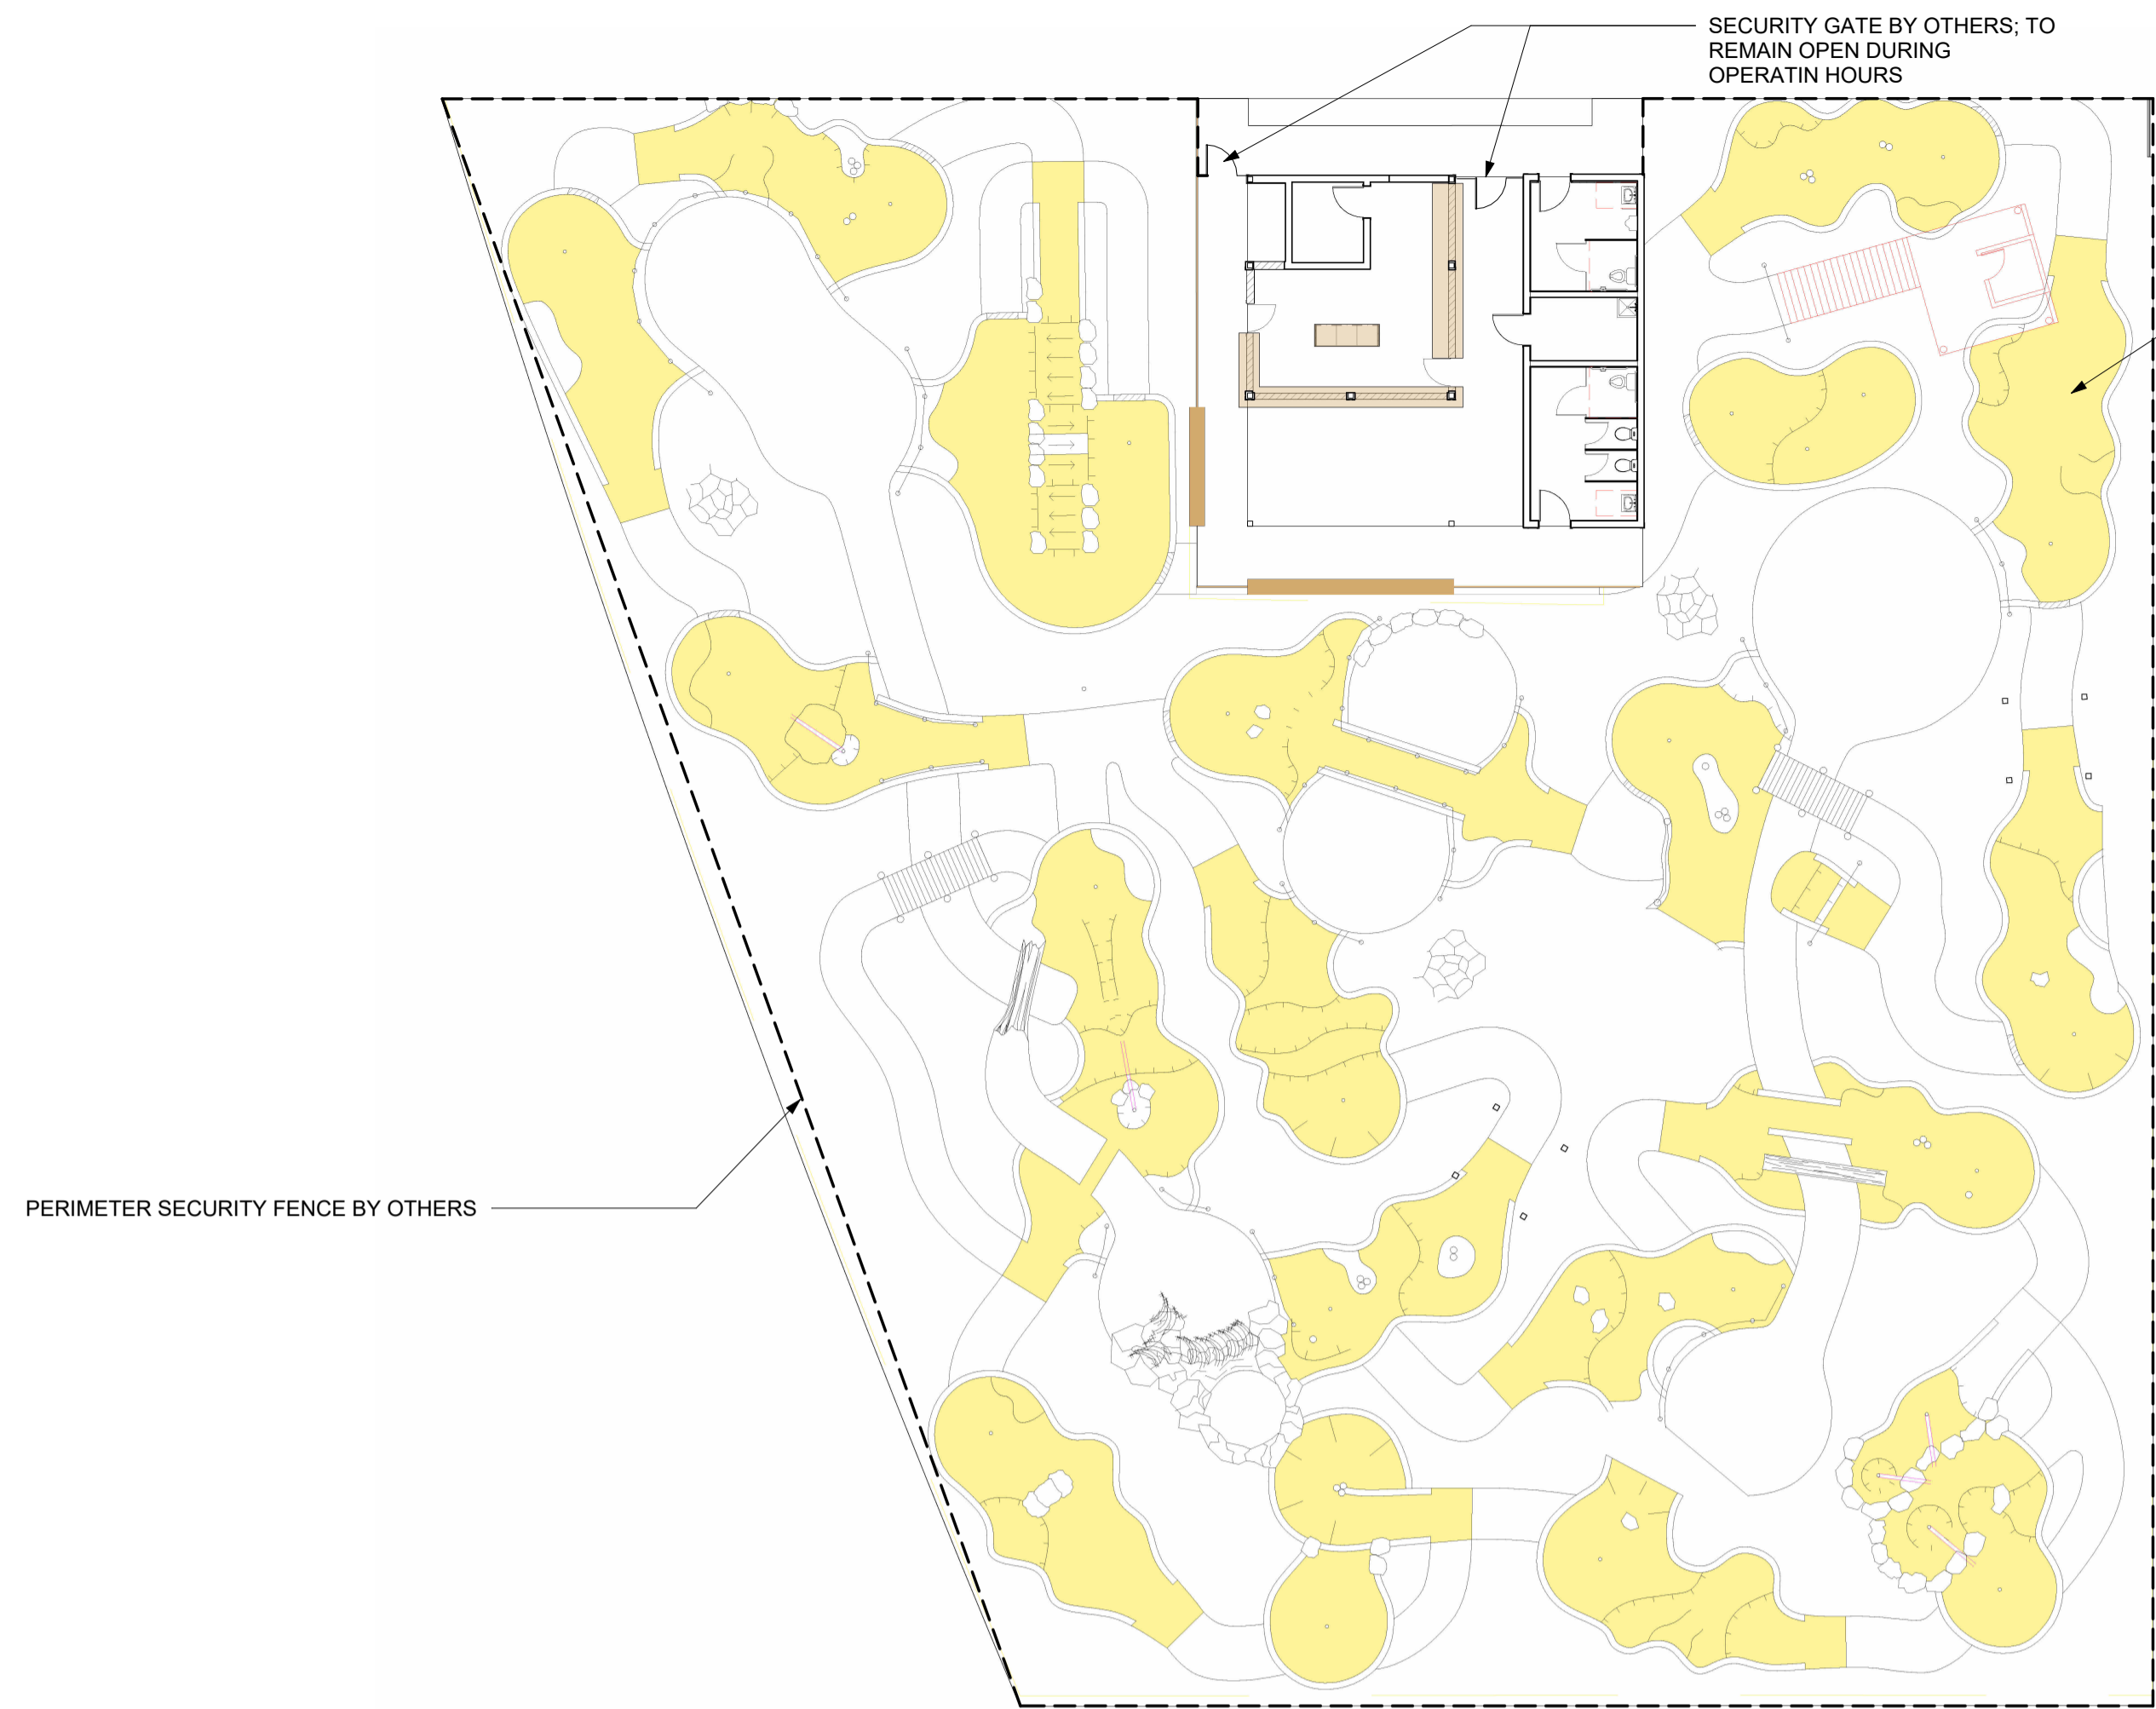 SECURITY GATE BY OTHERS; TO
REMAIN OPEN DURING
OPERATIN HOURS
PERIMETER SECURITY FENCE BY OTHERS